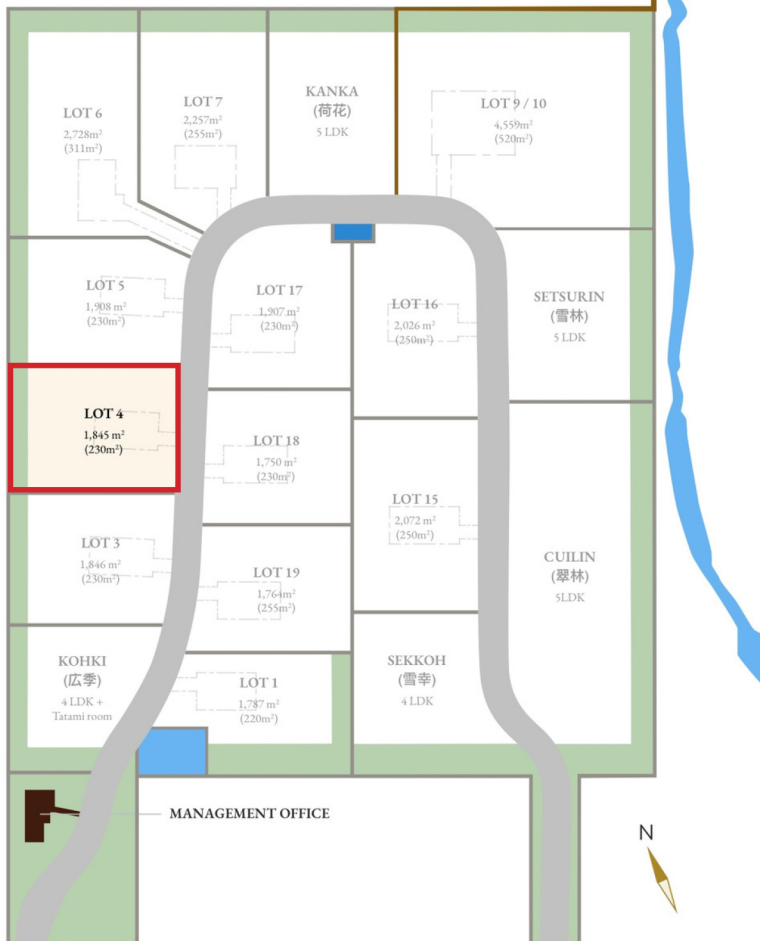 LOT 6
2,728m²
(311m²)
LOT 7
2,257m²
(255m²)
KANKA
(荷花)
5 LDK
LOT 9 / 10
4,559m²
(520m²)
LOT 5
1,908 m²
(230m²)
LOT 17
1,907 m²
(230m²)
LOT 16
2,026 m²
(250m²)
SETSURIN
(雪林)
5 LDK
LOT 4
1,845 m²
(230m²)
LOT 18
1,750 m²
(230m²)
LOT 15
2,072 m²
(250m²)
LOT 3
1,846 m²
(230m²)
LOT 19
1,764m²
(255m²)
CUILIN
(翠林)
5LDK
KOHKI
(広季)
4 LDK +
Tatami room
LOT 1
1,787 m²
(220m²)
SEKKOH
(雪幸)
4 LDK
MANAGEMENT OFFICE
N